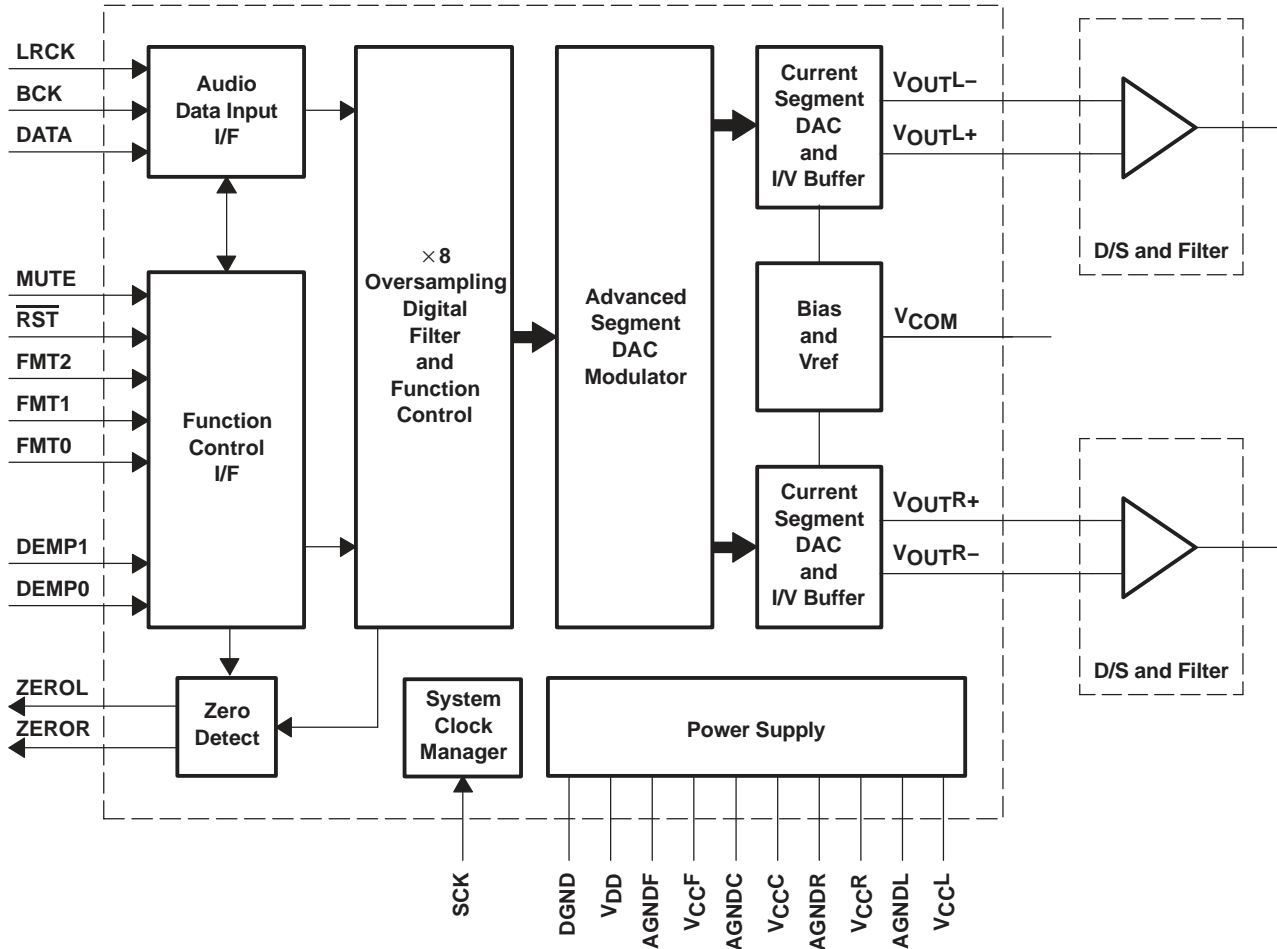 LRCK
BCK
DATA
Audio
Data Input
I/F
MUTE
RST
FMT2
FMT1
FMT0
DEMP1
DEMP0
Function
Control
I/F
ZEROL
ZEROR
Zero
Detect
×8
Oversampling
Digital
Filter
and
Function
Control
System
Clock
Manager
SCK
Advanced
Segment
DAC
Modulator
Current
Segment
DAC
and
I/V Buffer
VOUTL–
VOUTL+
D/S and Filter
Bias
and
Vref
VCOM
Current
Segment
DAC
and
I/V Buffer
VOUTR+
VOUTR–
D/S and Filter
Power Supply
DGND
VDD
AGNDF
VCCF
AGNDC
VCCC
AGNDR
VCCR
AGNDL
VCCL